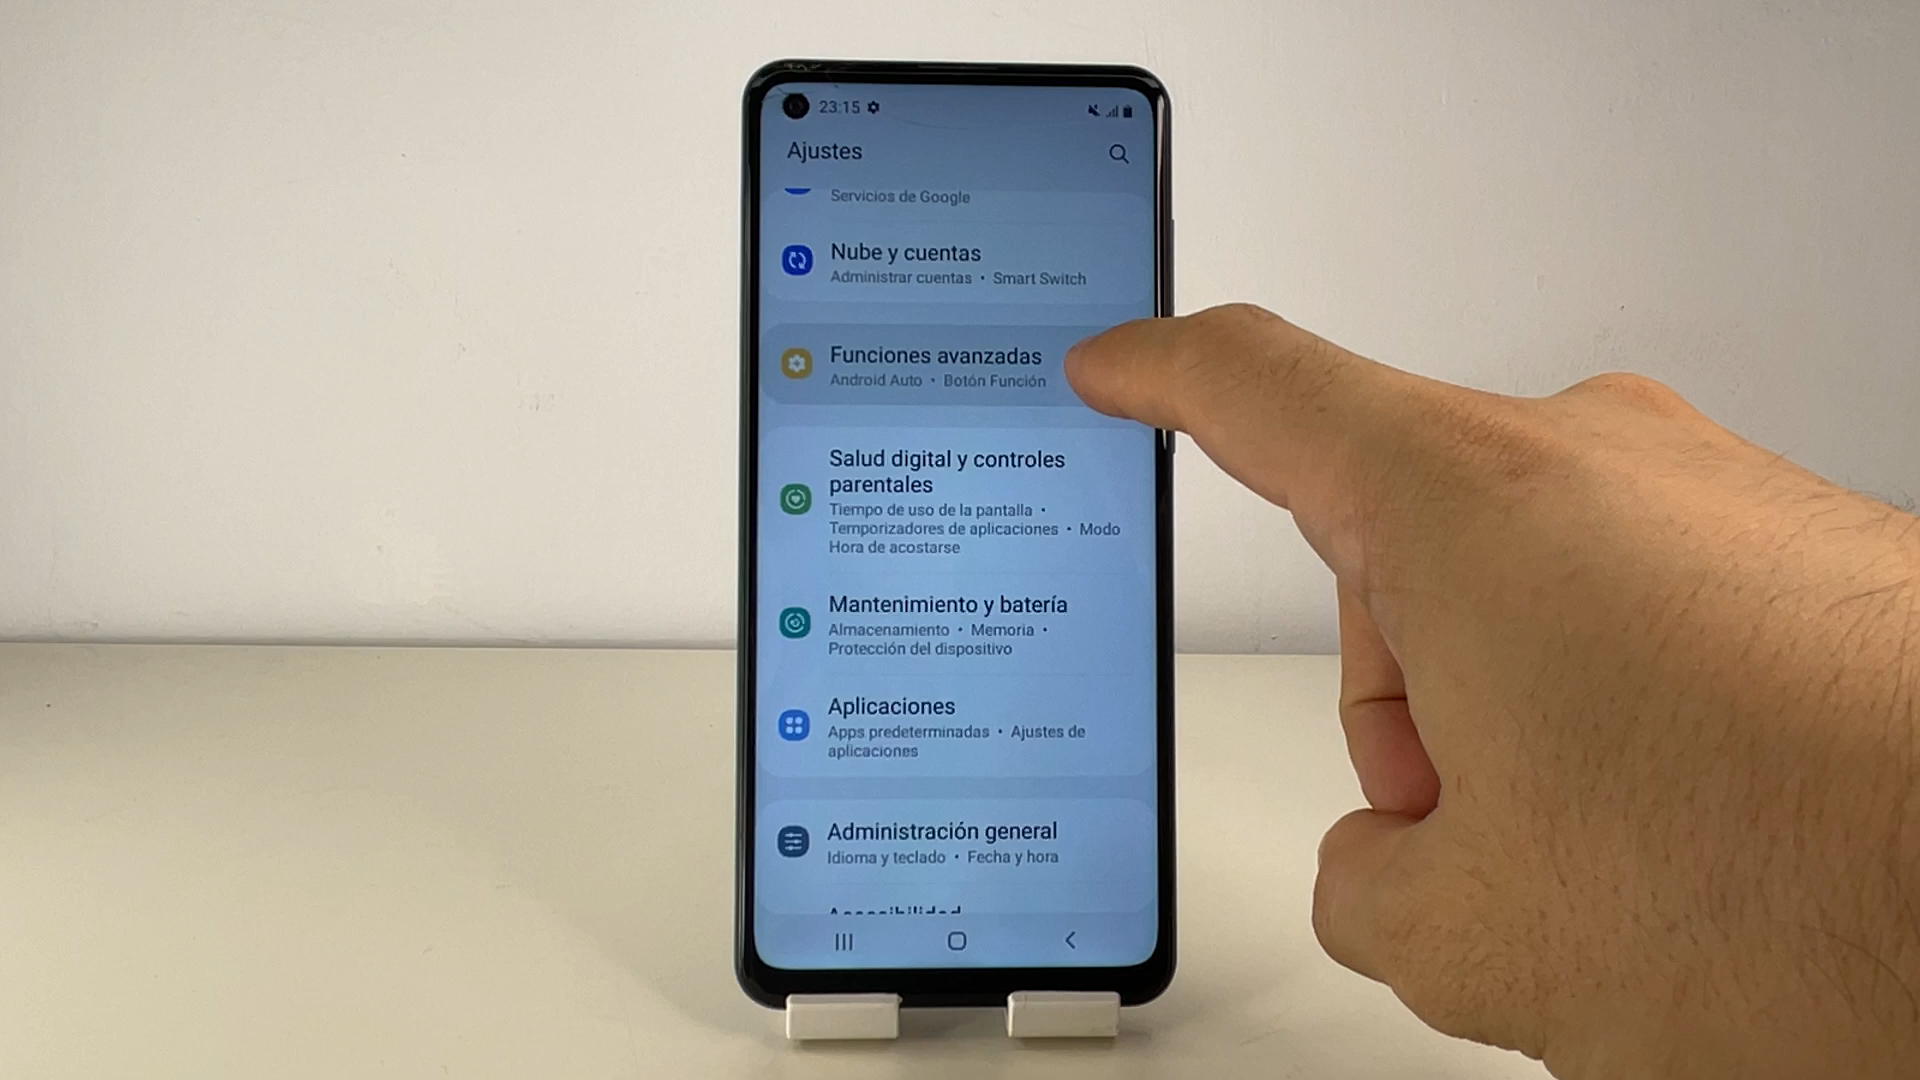 23:15
Ajustes
Servicios de Google
Nube y cuentas
Administrar cuentas • Smart Switch
Funciones avanzadas
Android Auto • Botón Función
Salud digital y controles
parentales
Tiempo de uso de la pantalla •
Temporizadores de aplicaciones • Modo
Hora de acostarse
Mantenimiento y batería
Almacenamiento • Memoria •
Protección del dispositivo
Aplicaciones
Apps predeterminadas • Ajustes de
aplicaciones
Administración general
Idioma y teclado • Fecha y hora